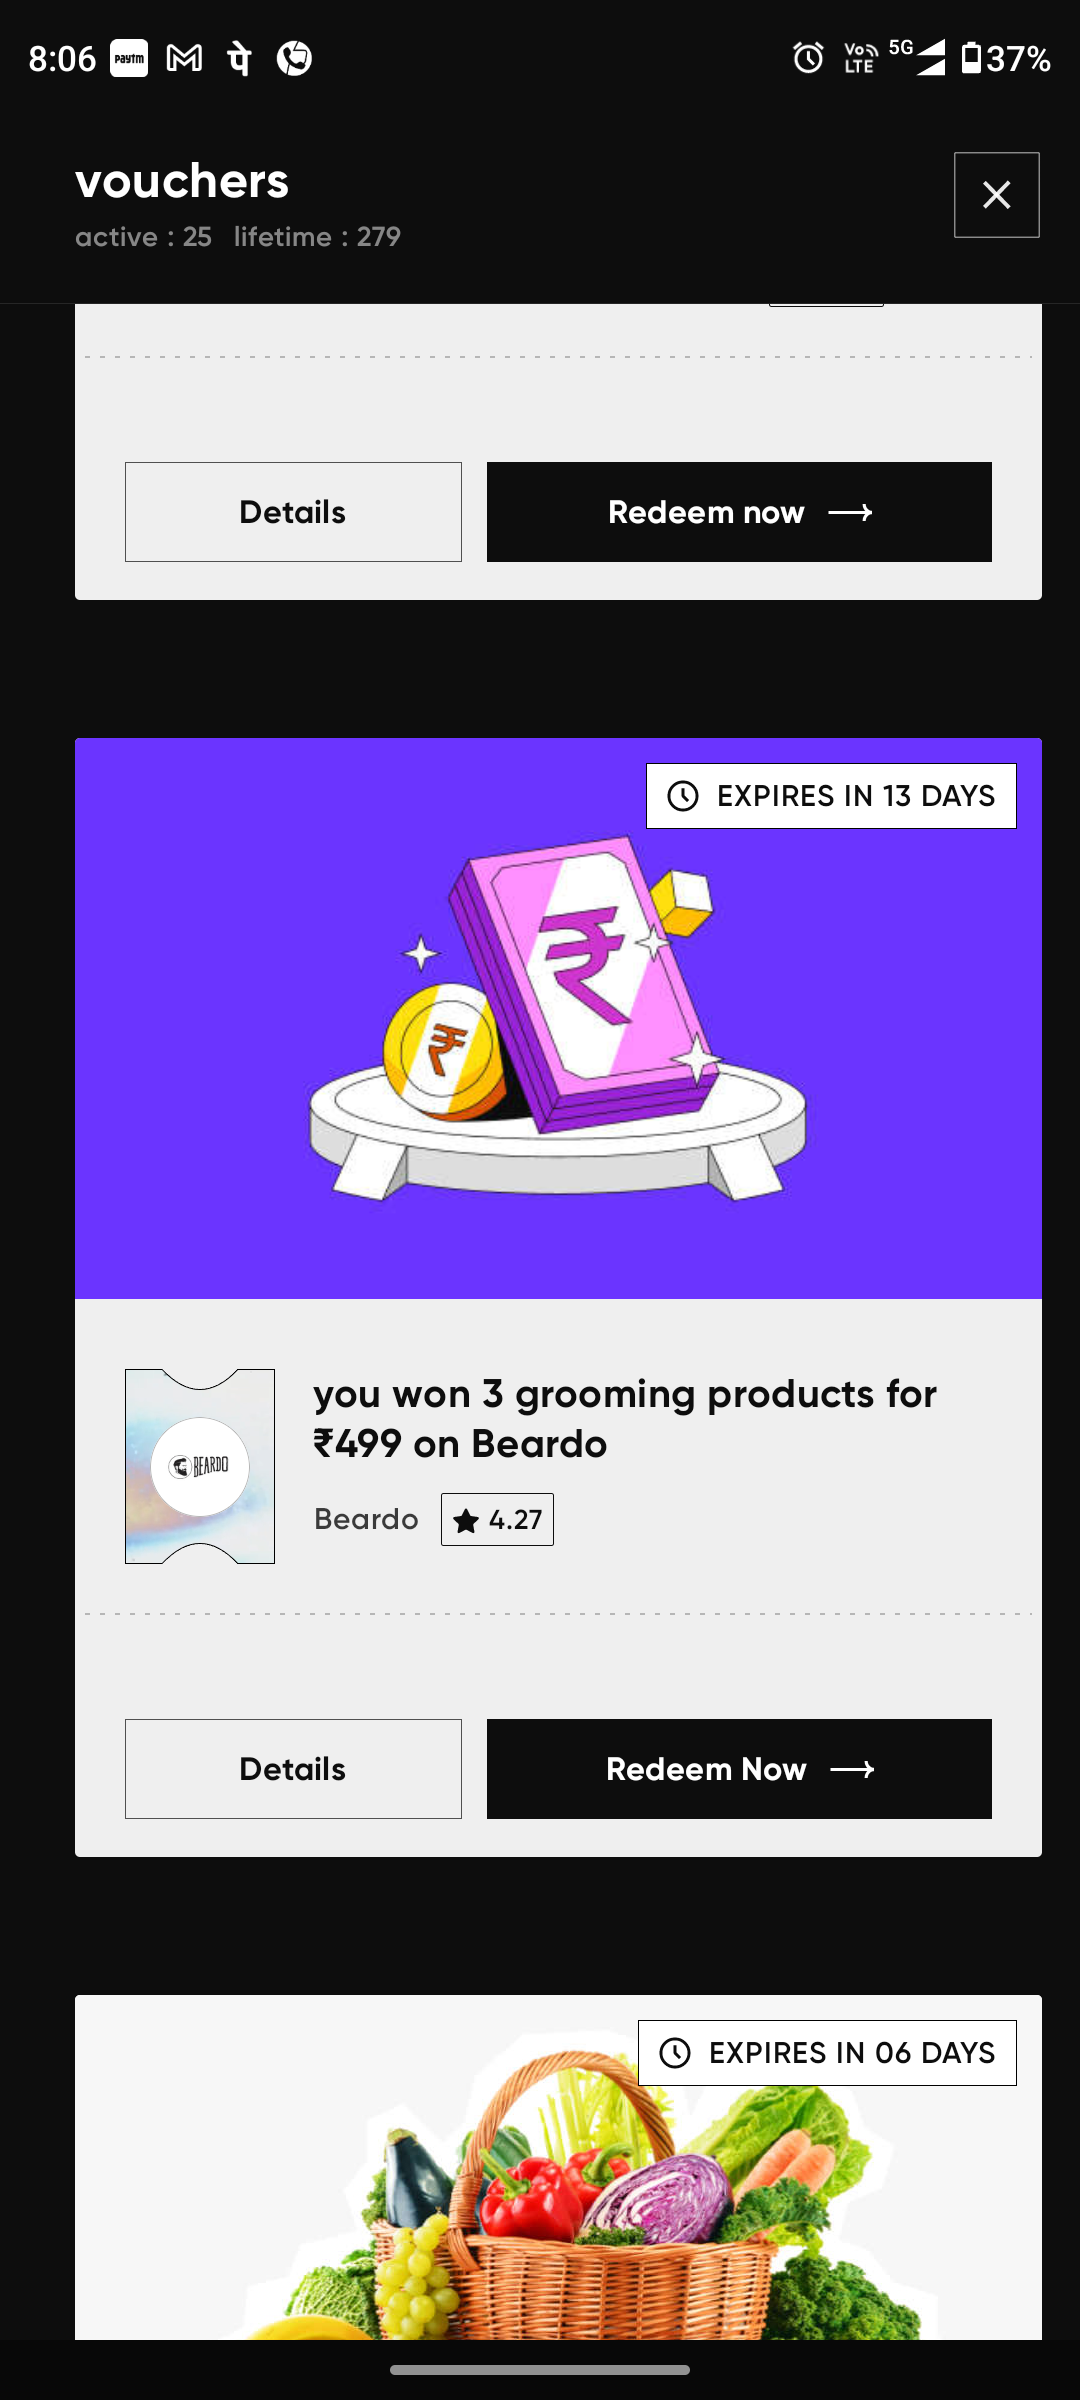 8:06 paytm पे Vo LTE 5G 37%
vouchers
active : 25 lifetime : 279
Details Redeem now
EXPIRES IN 13 DAYS
₹
₹
you won 3 grooming products for
₹499 on Beardo
BEARDO
Beardo ★ 4.27
Details Redeem Now
EXPIRES IN 06 DAYS